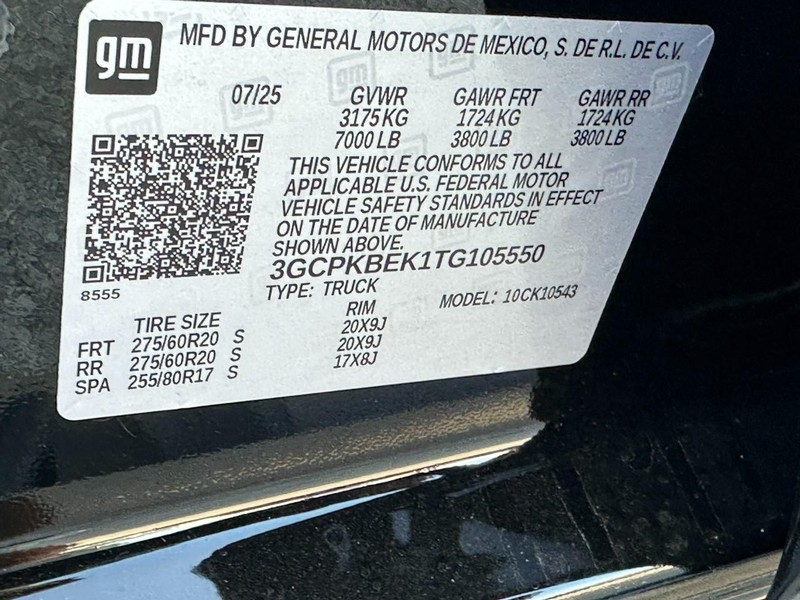 gm MFD BY GENERAL MOTORS DE MEXICO, S. DE R.L. DE C.V.
07/25 GVWR GAWR FRT GAWR RR
3175 KG 1724 KG 1724 KG
7000 LB 3800 LB 3800 LB
THIS VEHICLE CONFORMS TO ALL
APPLICABLE U.S. FEDERAL MOTOR
VEHICLE SAFETY STANDARDS IN EFFECT
ON THE DATE OF MANUFACTURE
SHOWN ABOVE.
3GCPKBEK1TG105550
8555
TYPE: TRUCK MODEL: 10CK10543
TIRE SIZE RIM
FRT 275/60R20 S 20X9J
RR 275/60R20 S 20X9J
SPA 255/80R17 S 17X8J